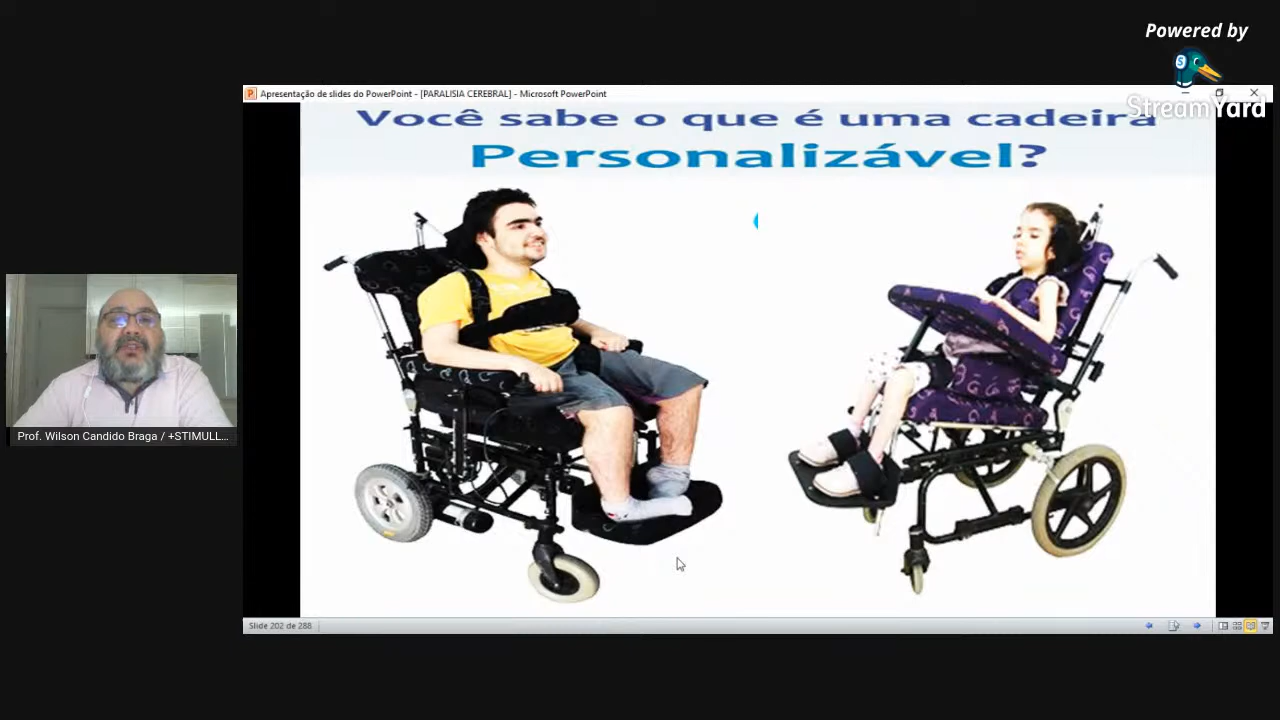 Powered by
StreamYard
Apresentação de slides do PowerPoint - [PARALISIA CEREBRAL] - Microsoft PowerPoint
Você sabe o que é uma cadeira
Personalizável?
Prof. Wilson Candido Braga / +STIMULL...
Slide 202 de 288